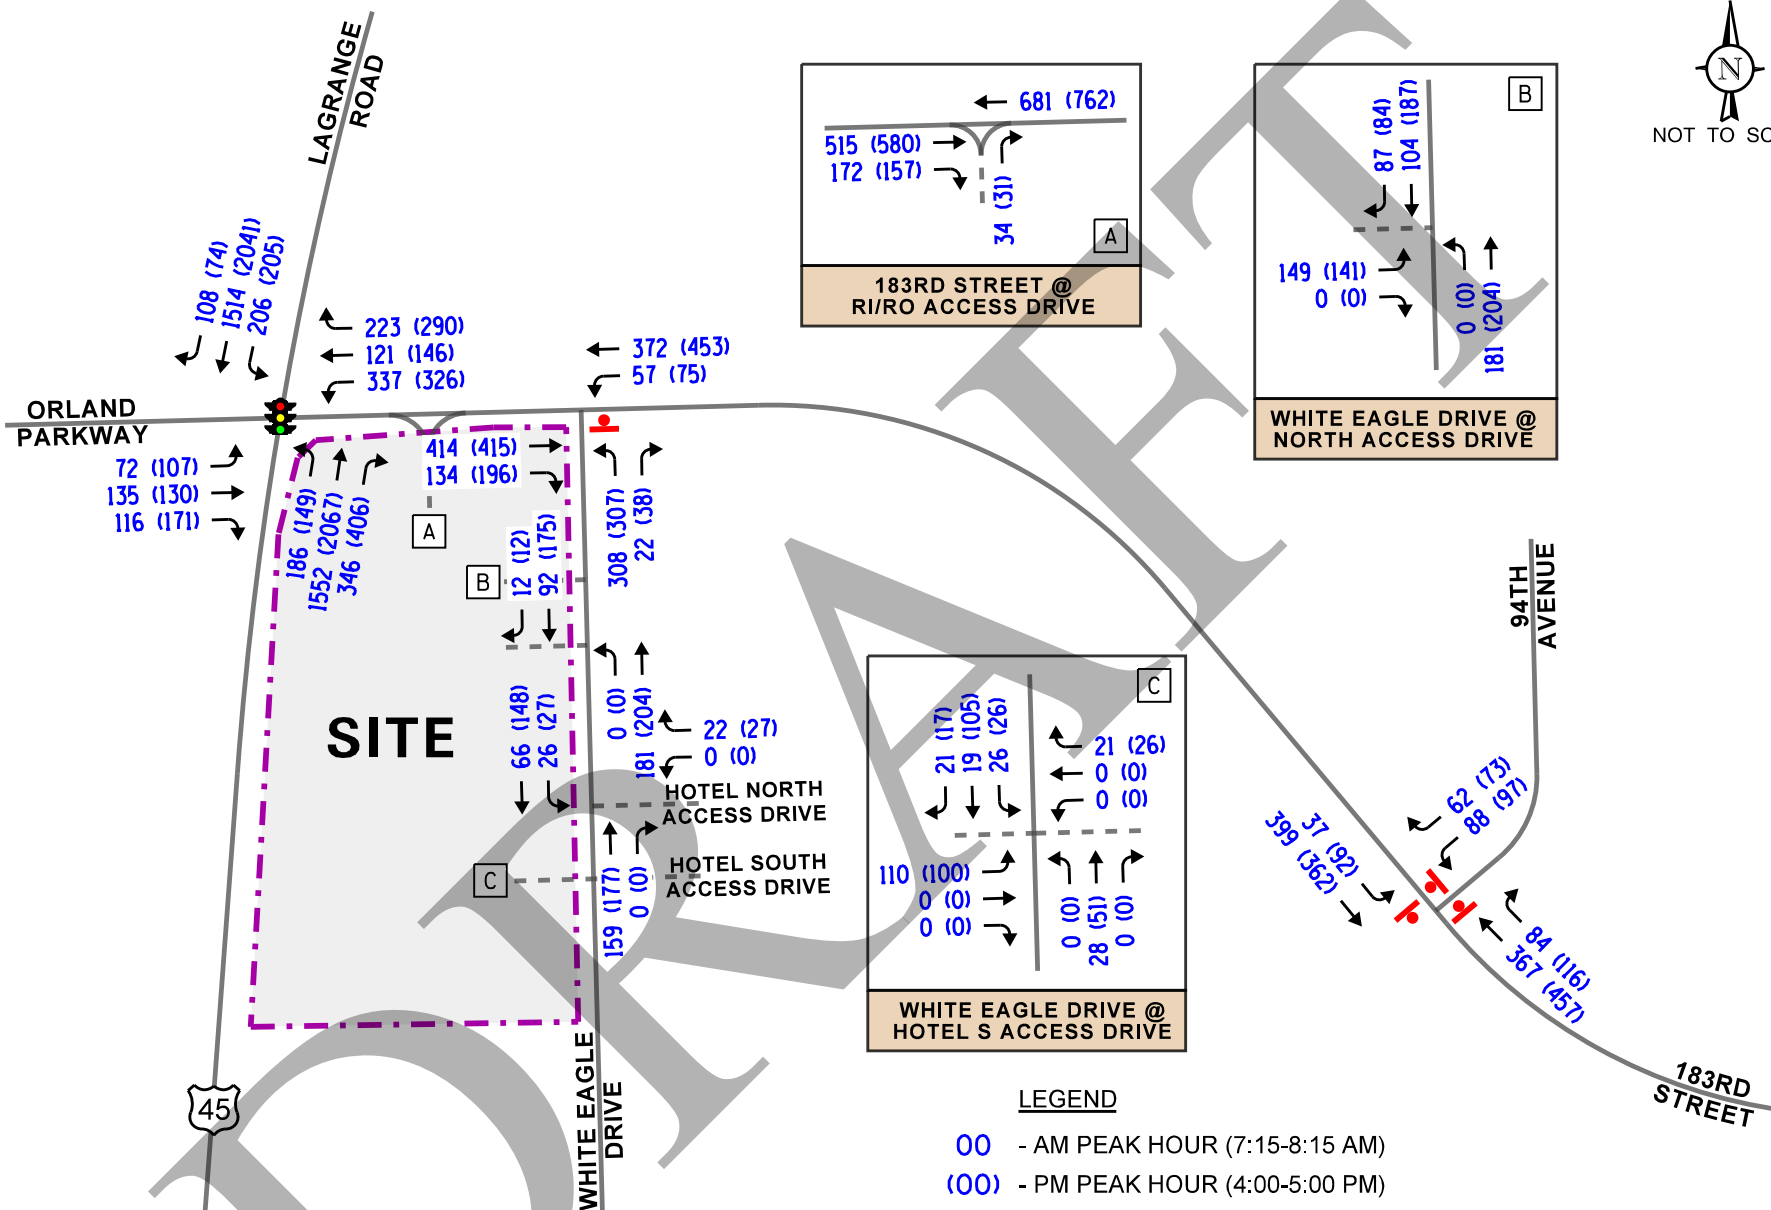 LAGRANGE
ROAD
108 (74)
1514 (2041)
206 (205)
223 (290)
121 (146)
337 (326)
372 (453)
57 (75)
ORLAND
PARKWAY
72 (107)
135 (130)
116 (171)
186 (149)
1552 (2067)
346 (406)
414 (415)
134 (196)
A
308 (307)
22 (38)
B
12 (12)
92 (175)
0 (0)
181 (204)
SITE
66 (148)
26 (27)
22 (27)
0 (0)
HOTEL NORTH
ACCESS DRIVE
HOTEL SOUTH
ACCESS DRIVE
C
159 (177)
0 (0)
WHITE EAGLE
DRIVE
45
681 (762)
515 (580)
172 (157)
34 (31)
A
183RD STREET @
RI/RO ACCESS DRIVE
B
87 (84)
104 (187)
149 (141)
0 (0)
0 (0)
181 (204)
WHITE EAGLE DRIVE @
NORTH ACCESS DRIVE
N
NOT TO SC
C
21 (17)
19 (105)
26 (26)
21 (26)
0 (0)
0 (0)
110 (100)
0 (0)
0 (0)
0 (0)
28 (51)
0 (0)
WHITE EAGLE DRIVE @
HOTEL S ACCESS DRIVE
94TH
AVENUE
62 (73)
88 (97)
37 (92)
399 (362)
84 (116)
367 (457)
183RD
STREET
LEGEND
00 - AM PEAK HOUR (7:15-8:15 AM)
(00) - PM PEAK HOUR (4:00-5:00 PM)
DRAFT